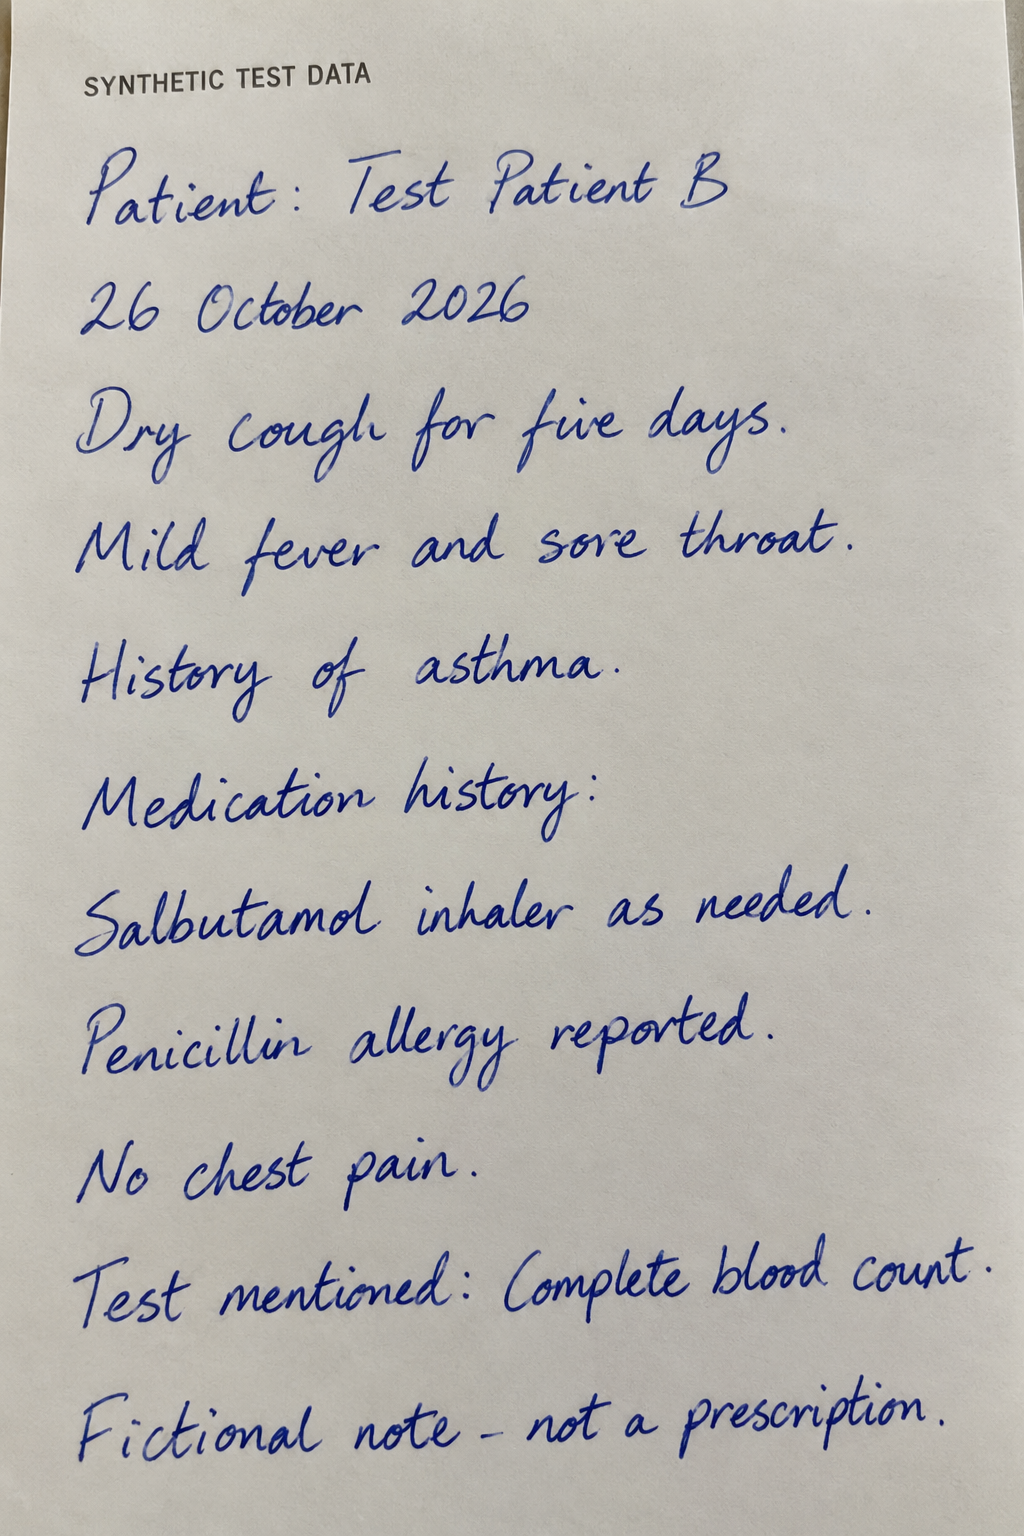 SYNTHETIC TEST DATA
Patient: Test Patient B
26 October 2026
Dry cough for five days.
Mild fever and sore throat.
History of asthma.
Medication history:
Salbutamol inhaler as needed.
Penicillin allergy reported.
No chest pain.
Test mentioned: Complete blood count.
Fictional note - not a prescription.